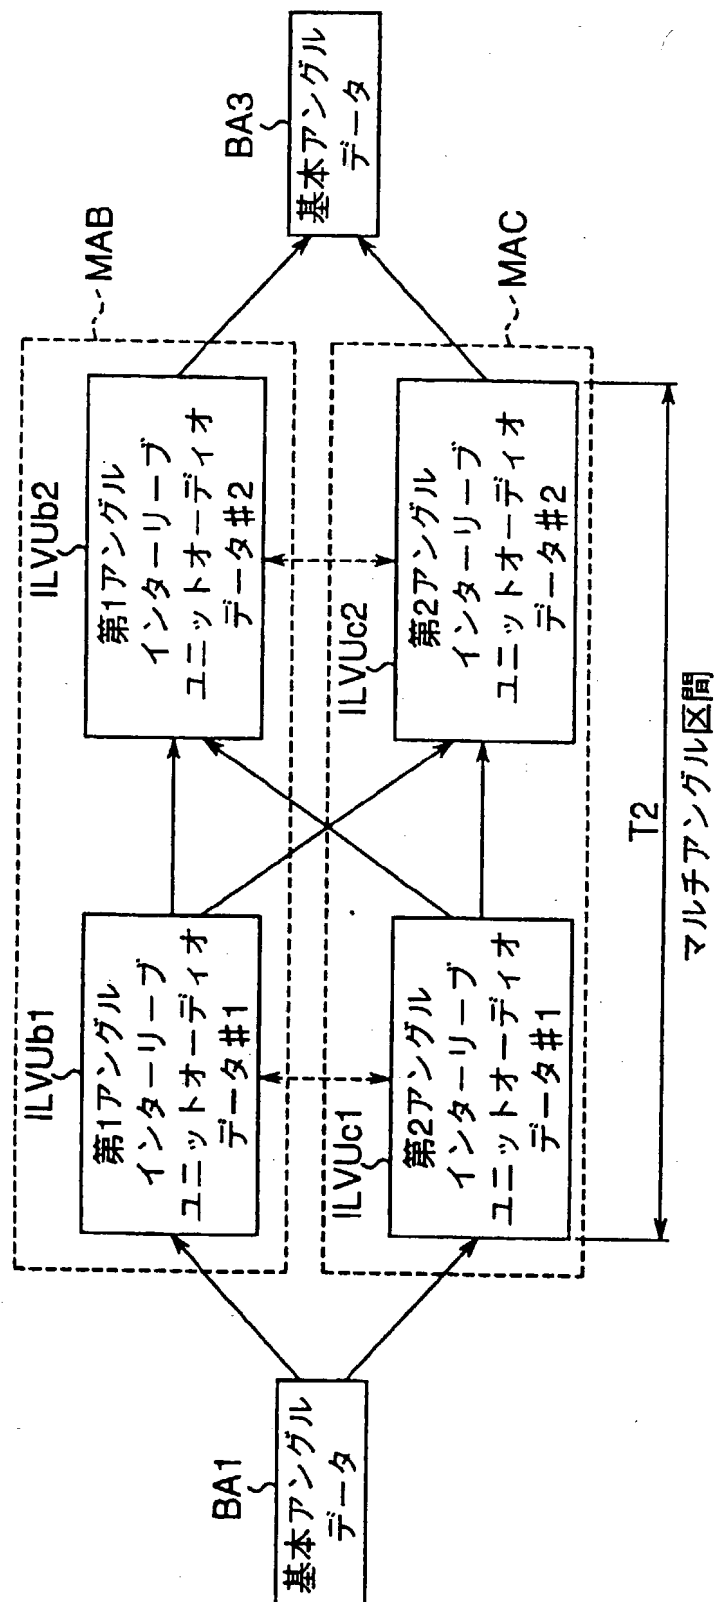 BA1
基本アングル
データ
MAB
ILVUb1
第1アングル
インターリーブ
ユニットオーディオ
データ#1
ILVUb2
第1アングル
インターリーブ
ユニットオーディオ
データ#2
BA3
基本アングル
データ
ILVUc1
第2アングル
インターリーブ
ユニットオーディオ
データ#1
ILVUc2
第2アングル
インターリーブ
ユニットオーディオ
データ#2
MAC
T2
マルチアングル区間